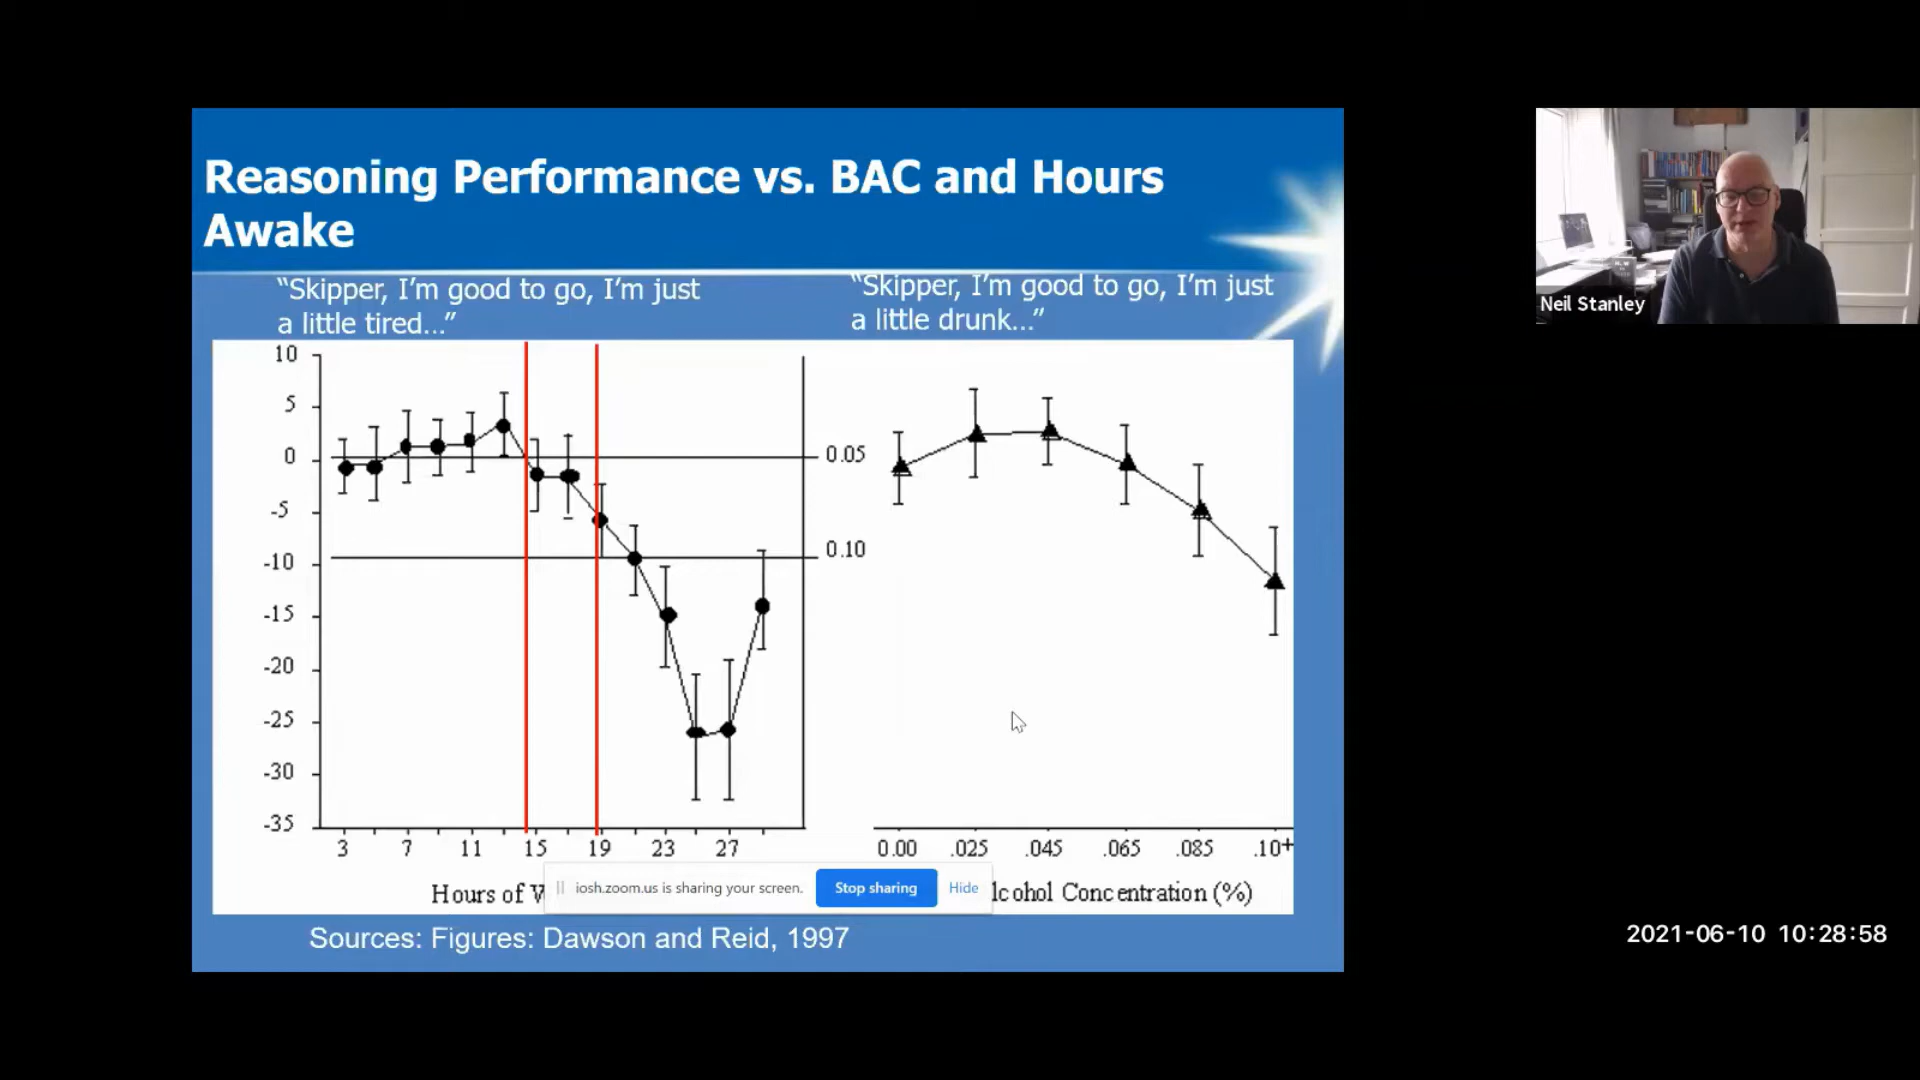 Reasoning Performance vs. BAC and Hours
Awake
“Skipper, I’m good to go, I’m just
a little tired...”
“Skipper, I’m good to go, I’m just
a little drunk...”
10
5
0
-5
-10
-15
-20
-25
-30
-35
0.05
0.10
3 7 11 15 19 23 27
0.00 .025 .045 .065 .085 .10+
Hours of
lcohol Concentration (%)
iosh.zoom.us is sharing your screen. Stop sharing Hide
Sources: Figures: Dawson and Reid, 1997
Neil Stanley
2021-06-10 10:28:58